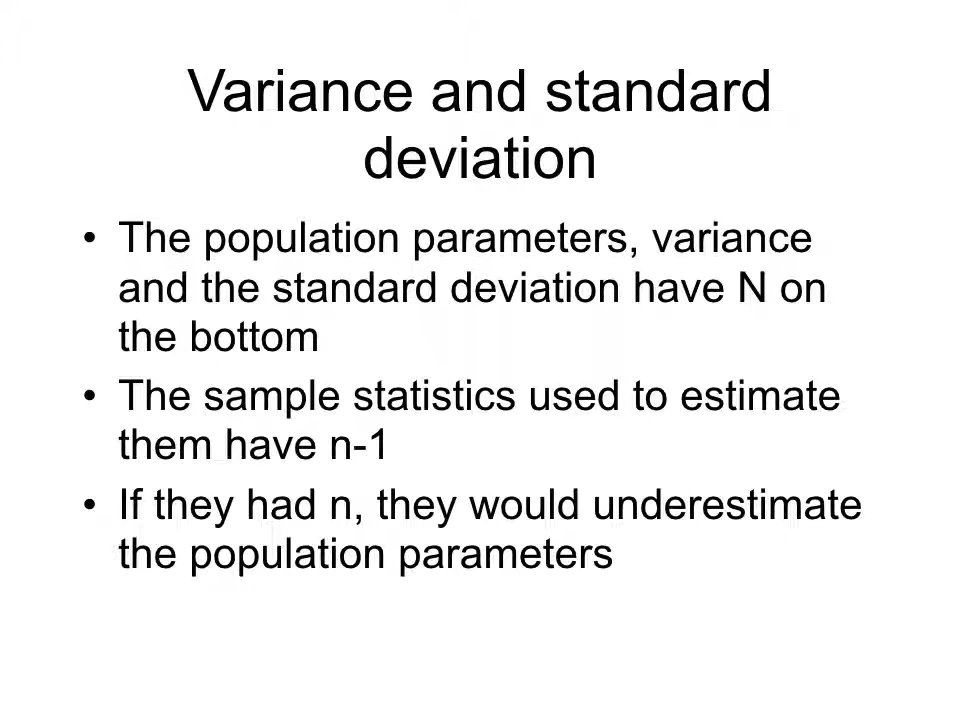 Variance and standard
deviation
• The population parameters, variance
and the standard deviation have N on
the bottom
• The sample statistics used to estimate
them have n-1
• If they had n, they would underestimate
the population parameters